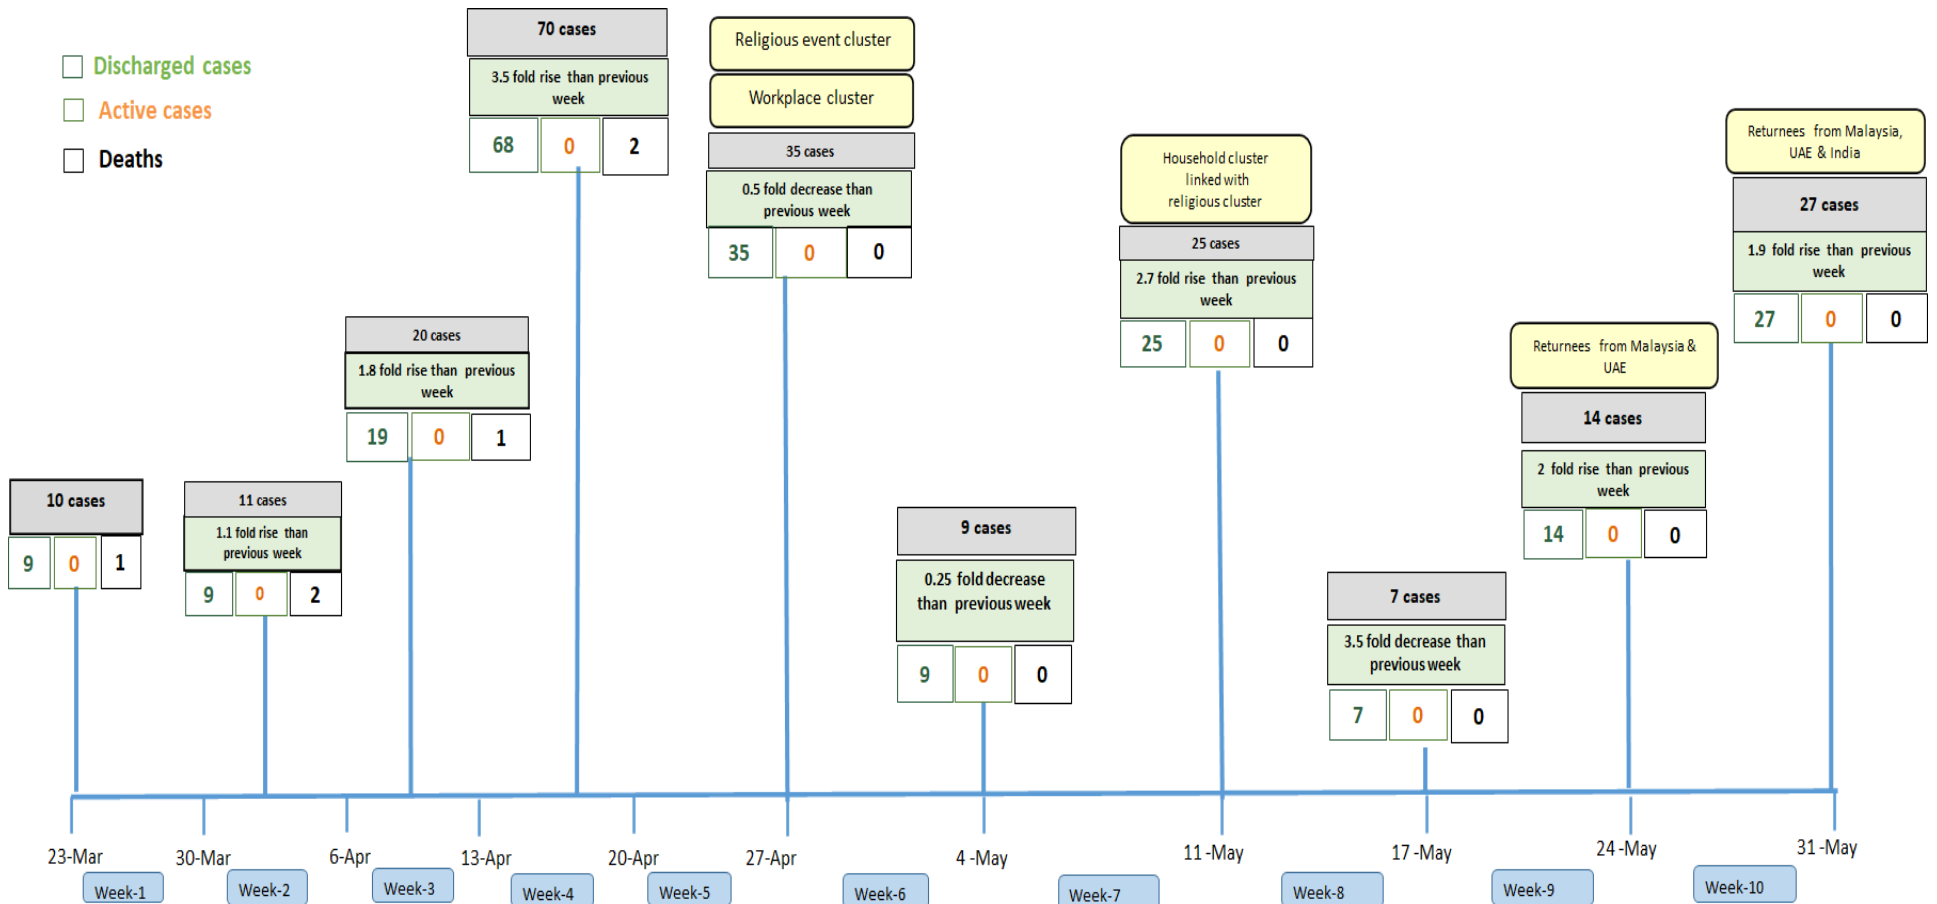 Discharged cases
Active cases
Deaths
10 cases
9 0 1
11 cases
1.1 fold rise than
previous week
9 0 2
20 cases
1.8 fold rise than previous
week
19 0 1
70 cases
3.5 fold rise than previous
week
68 0 2
Religious event cluster
Workplace cluster
35 cases
0.5 fold decrease than
previous week
35 0 0
9 cases
0.25 fold decrease
than previous week
9 0 0
Household cluster
linked with
religious cluster
25 cases
2.7 fold rise than previous
week
25 0 0
7 cases
3.5 fold decrease than
previous week
7 0 0
Returnees from Malaysia &
UAE
14 cases
2 fold rise than previous
week
14 0 0
Returnees from Malaysia,
UAE & India
27 cases
1.9 fold rise than previous
week
27 0 0
23-Mar 30-Mar 6-Apr 13-Apr 20-Apr 27-Apr 4 -May 11 -May 17 -May 24 -May 31 -May
Week-1 Week-2 Week-3 Week-4 Week-5 Week-6 Week-7 Week-8 Week-9 Week-10